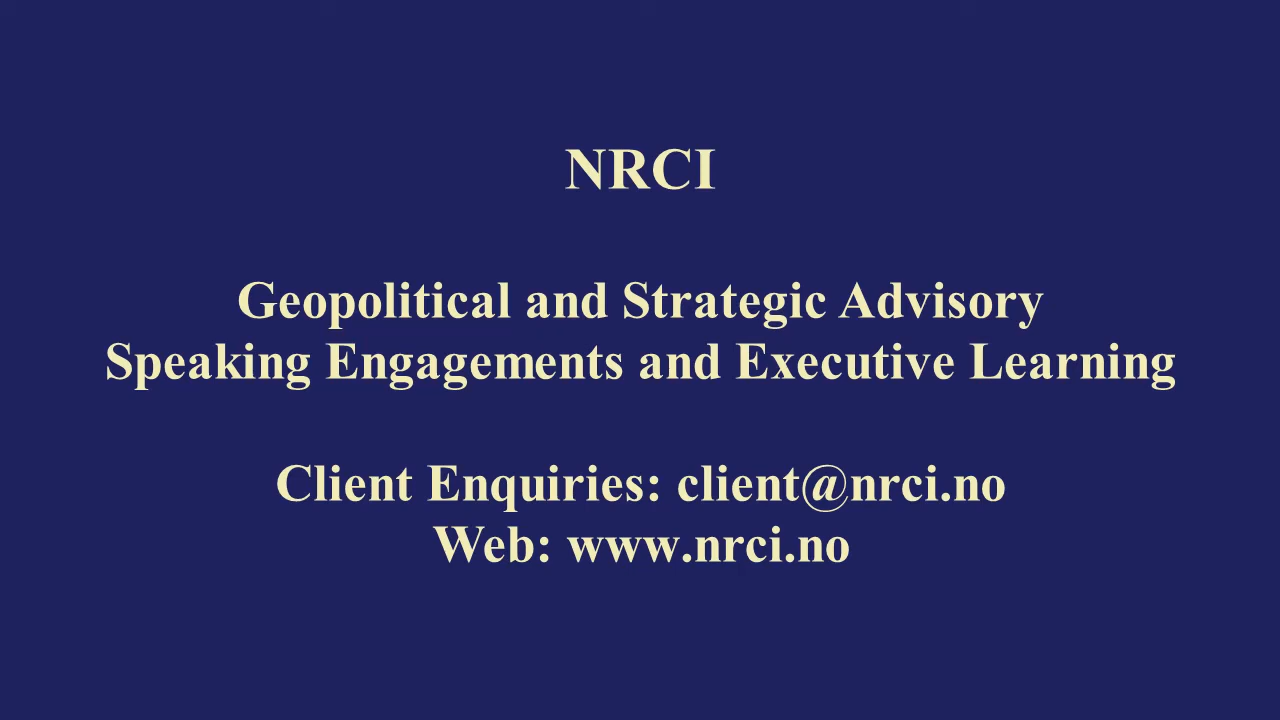 NRCI
Geopolitical and Strategic Advisory
Speaking Engagements and Executive Learning
Client Enquiries: client@nrci.no
Web: www.nrci.no